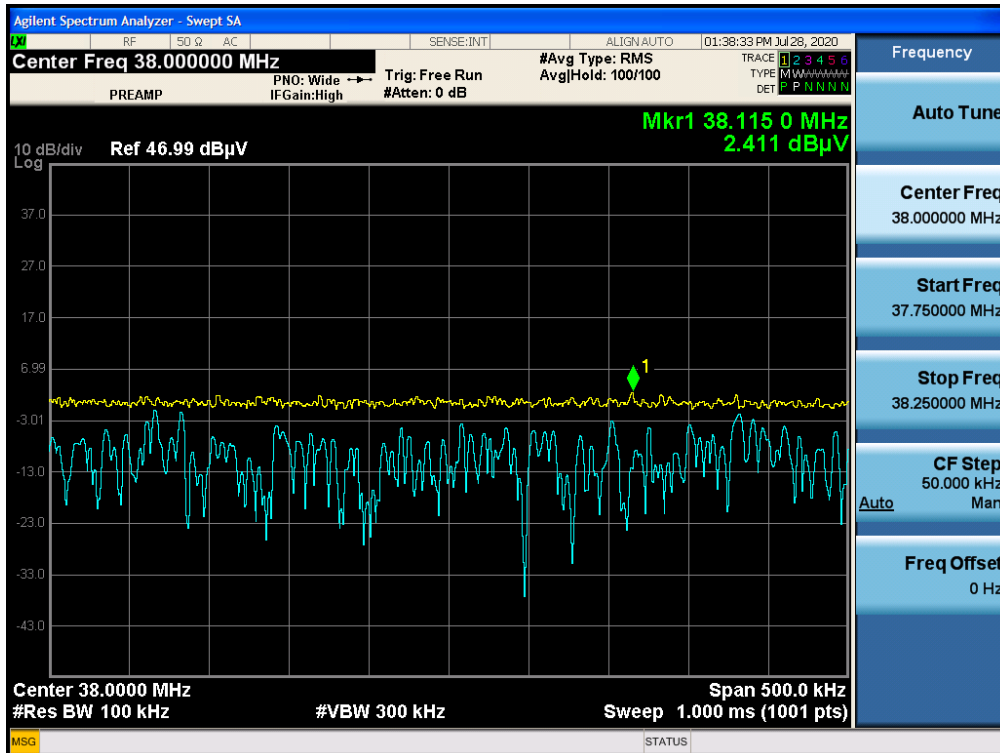 Agilent Spectrum Analyzer - Swept SA
LXI RF 50 Ω AC SENSE:INT ALIGN AUTO 01:38:33 PM Jul 28, 2020
Center Freq 38.000000 MHz
PREAMP
PNO: Wide
IFGain:High
Trig: Free Run
#Atten: 0 dB
#Avg Type: RMS
Avg|Hold: 100/100
TRACE 1 2 3 4 5 6
TYPE M W W W W W
DET P P N N N N
Mkr1 38.115 0 MHz
2.411 dBµV
10 dB/div Ref 46.99 dBµV
Log
37.0
27.0
17.0
6.99
1
-3.01
-13.0
-23.0
-33.0
-43.0
Center 38.0000 MHz Span 500.0 kHz
#Res BW 100 kHz #VBW 300 kHz Sweep 1.000 ms (1001 pts)
MSG STATUS
Frequency
Auto Tune
Center Freq
38.000000 MHz
Start Freq
37.750000 MHz
Stop Freq
38.250000 MHz
CF Step
50.000 kHz
Auto Man
Freq Offset
0 Hz